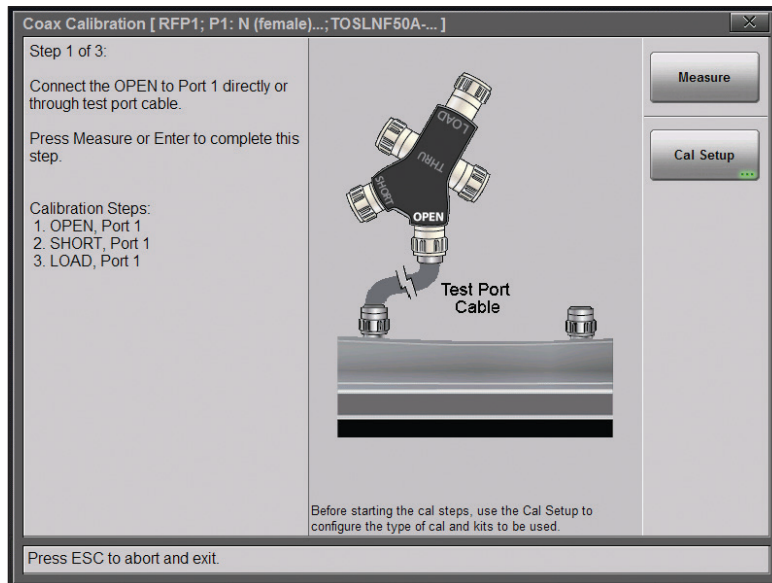 Coax Calibration [ RFP1; P1: N (female)...;TOSLNF50A-... ]
Step 1 of 3:
Connect the OPEN to Port 1 directly or
through test port cable.
Press Measure or Enter to complete this
step.
Calibration Steps:
1. OPEN, Port 1
2. SHORT, Port 1
3. LOAD, Port 1
LOAD
THRU
SHORT
OPEN
Test Port
Cable
Before starting the cal steps, use the Cal Setup to
configure the type of cal and kits to be used.
Measure
Cal Setup
Press ESC to abort and exit.